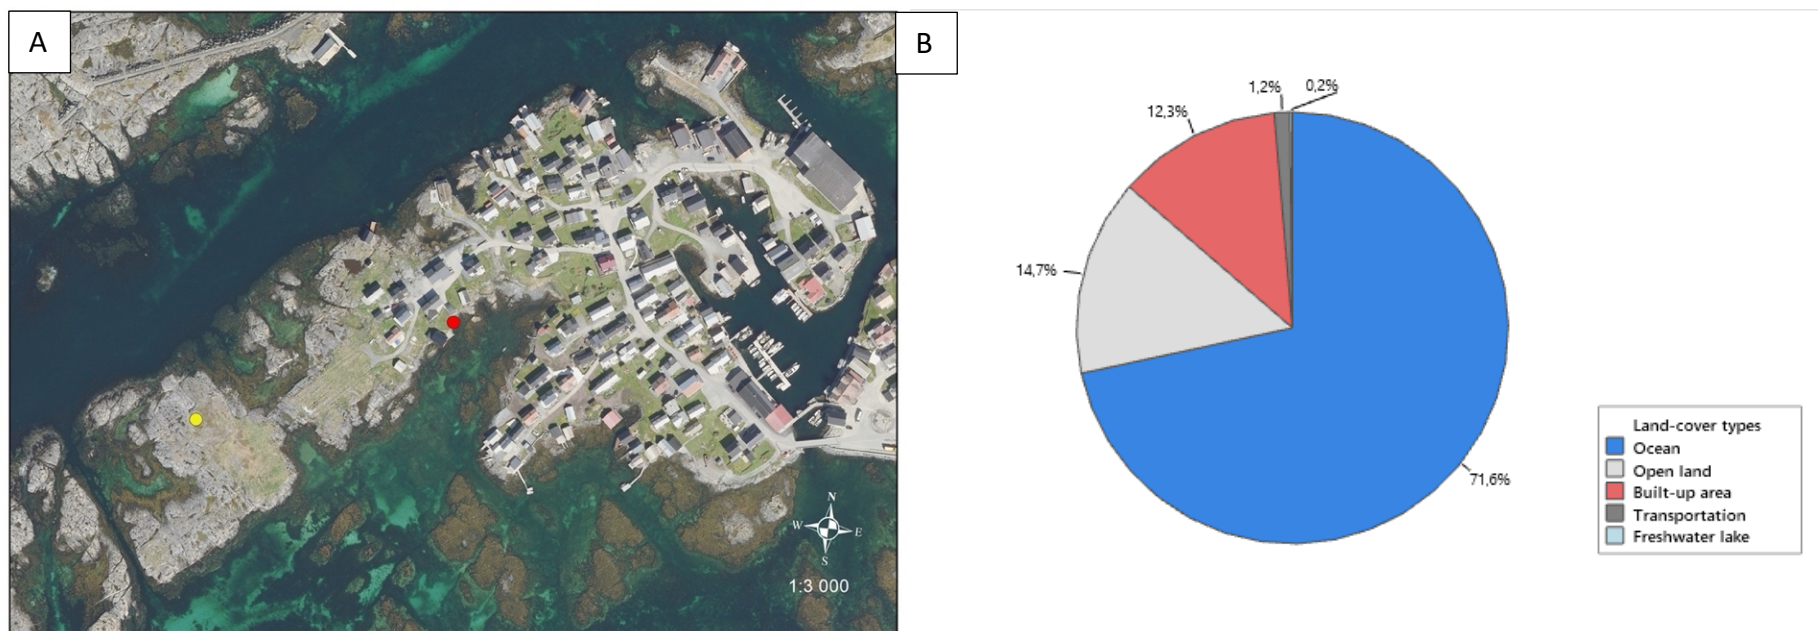 A
B
N
W
E
S
1:3 000
1,2%
0,2%
12,3%
14,7%
71,6%
Land-cover types
Ocean
Open land
Built-up area
Transportation
Freshwater lake